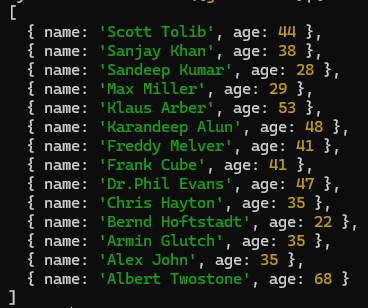 [
  { name: 'Scott Tolib', age: 44 },
  { name: 'Sanjay Khan', age: 38 },
  { name: 'Sandeep Kumar', age: 28 },
  { name: 'Max Miller', age: 29 },
  { name: 'Klaus Arber', age: 53 },
  { name: 'Karandeep Alun', age: 48 },
  { name: 'Freddy Melver', age: 41 },
  { name: 'Frank Cube', age: 41 },
  { name: 'Dr.Phil Evans', age: 47 },
  { name: 'Chris Hayton', age: 35 },
  { name: 'Bernd Hoftstadt', age: 22 },
  { name: 'Armin Glutch', age: 35 },
  { name: 'Alex John', age: 35 },
  { name: 'Albert Twostone', age: 68 }
]